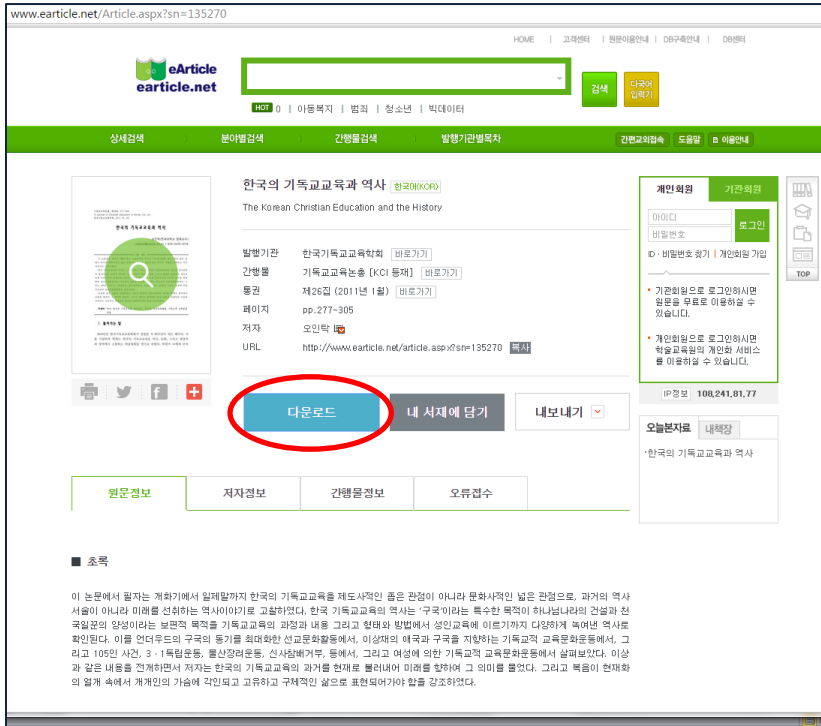 www.earticle.net/Article.aspx?sn=135270
HOME | 고객센터 | 원문이용안내 | DB구축안내 | DB센터
eArticle
earticle.net
검색
다국어
입력기
HOT 0 | 아동복지 | 범죄 | 청소년 | 빅데이터
상세검색 분야별검색 간행물검색 발행기관별목차 간편교외접속 도움말 이용안내
한국의 기독교교육과 역사 한국어(KOR)
The Korean Christian Education and the History
발행기관 한국기독교교육학회 바로가기
간행물 기독교교육논총 [KCI 등재] 바로가기
통권 제26집 (2011년 1월) 바로가기
페이지 pp.277-305
저자 오인탁
URL http://www.earticle.net/article.aspx?sn=135270 복사
다운로드 내 서재에 담기 내보내기
한국의 기독교교육과 역사
개인회원 기관회원
아이디
비밀번호
로그인
ID·비밀번호 찾기 | 개인회원 가입
기관회원으로 로그인하시면
원문을 무료로 이용하실 수
있습니다.
개인회원으로 로그인하시면
학술교육원의 개인화 서비스
를 이용하실 수 있습니다.
IP정보 108,241,81,77
TOP
오늘본자료 내책장
·한국의 기독교교육과 역사
원문정보 저자정보 간행물정보 오류접수
■ 초록
이 논문에서 필자는 개화기에서 일제말까지 한국의 기독교교육을 제도사적인 좁은 관점이 아니라 문화사적인 넓은 관점으로, 과거의 역사
서술이 아니라 미래를 선취하는 역사이야기로 고찰하였다. 한국 기독교교육의 역사는 '구국'이라는 특수한 목적이 하나님나라의 건설과 천
국일꾼의 양성이라는 보편적 목적을 기독교교육의 과정과 내용 그리고 형태와 방법에서 성인교육에 이르기까지 다양하게 녹여낸 역사로
확인된다. 이를 언더우드의 구국의 동기를 최대화한 선교문화활동에서, 이상재의 애국과 구국을 지향하는 기독교적 교육문화운동에서, 그
리고 105인 사건, 3·1독립운동, 물산장려운동, 신사참배거부, 등에서, 그리고 여성에 의한 기독교적 교육문화운동에서 살펴보았다. 이상
과 같은 내용을 전개하면서 저자는 한국의 기독교교육의 과거를 현재로 불러내어 미래를 향하여 그 의미를 물었다. 그리고 복음이 현재화
의 얼개 속에서 개개인의 가슴에 각인되고 고유하고 구체적인 삶으로 표현되어가야 함을 강조하였다.